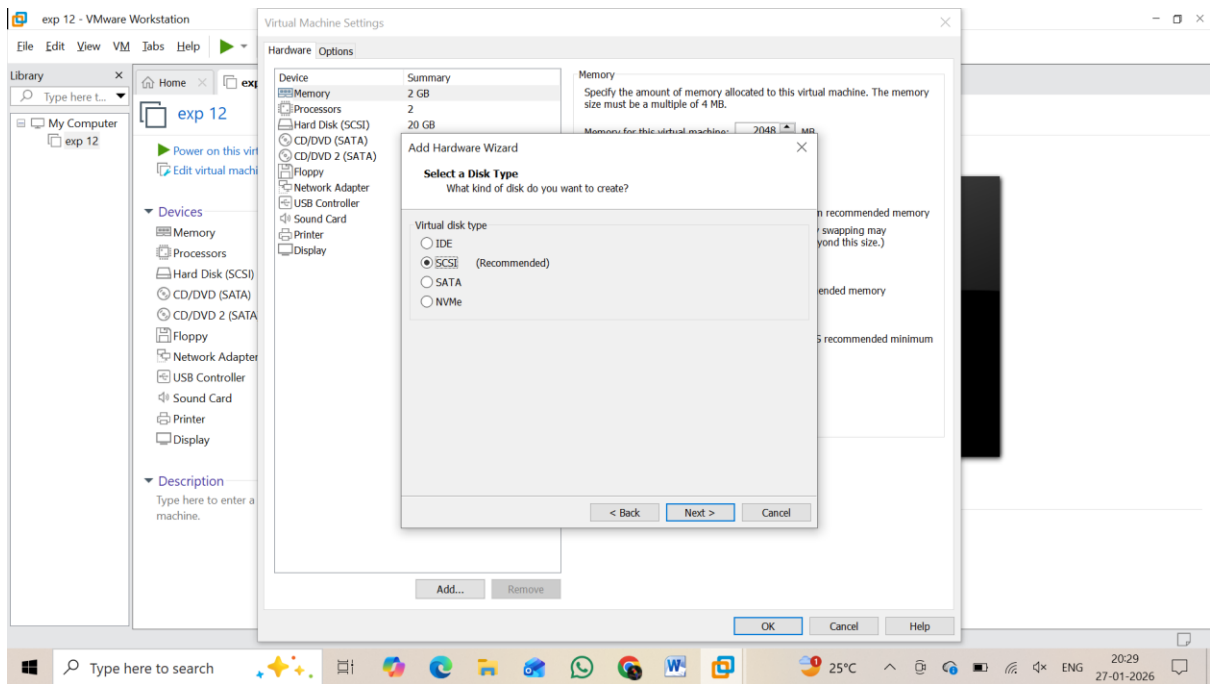 exp 12 - VMware Workstation
File Edit View VM Tabs Help
Library
Type here t...
My Computer
exp 12
Home
exp 12
Power on this virt
Edit virtual machi
Devices
Memory
Processors
Hard Disk (SCSI)
CD/DVD (SATA)
CD/DVD 2 (SATA
Floppy
Network Adapter
USB Controller
Sound Card
Printer
Display
Description
Type here to enter a
machine.
Virtual Machine Settings
Hardware Options
Device Summary
Memory 2 GB
Processors 2
Hard Disk (SCSI) 20 GB
CD/DVD (SATA)
CD/DVD 2 (SATA)
Floppy
Network Adapter
USB Controller
Sound Card
Printer
Display
Add... Remove
Memory
Specify the amount of memory allocated to this virtual machine. The memory
size must be a multiple of 4 MB.
Memory for this virtual machine: 2048 MB
n recommended memory
swapping may
yond this size.)
ended memory
recommended minimum
Add Hardware Wizard
Select a Disk Type
What kind of disk do you want to create?
Virtual disk type
IDE
SCSI (Recommended)
SATA
NVMe
< Back Next > Cancel
OK Cancel Help
Type here to search
25°C
ENG
20:29
27-01-2026